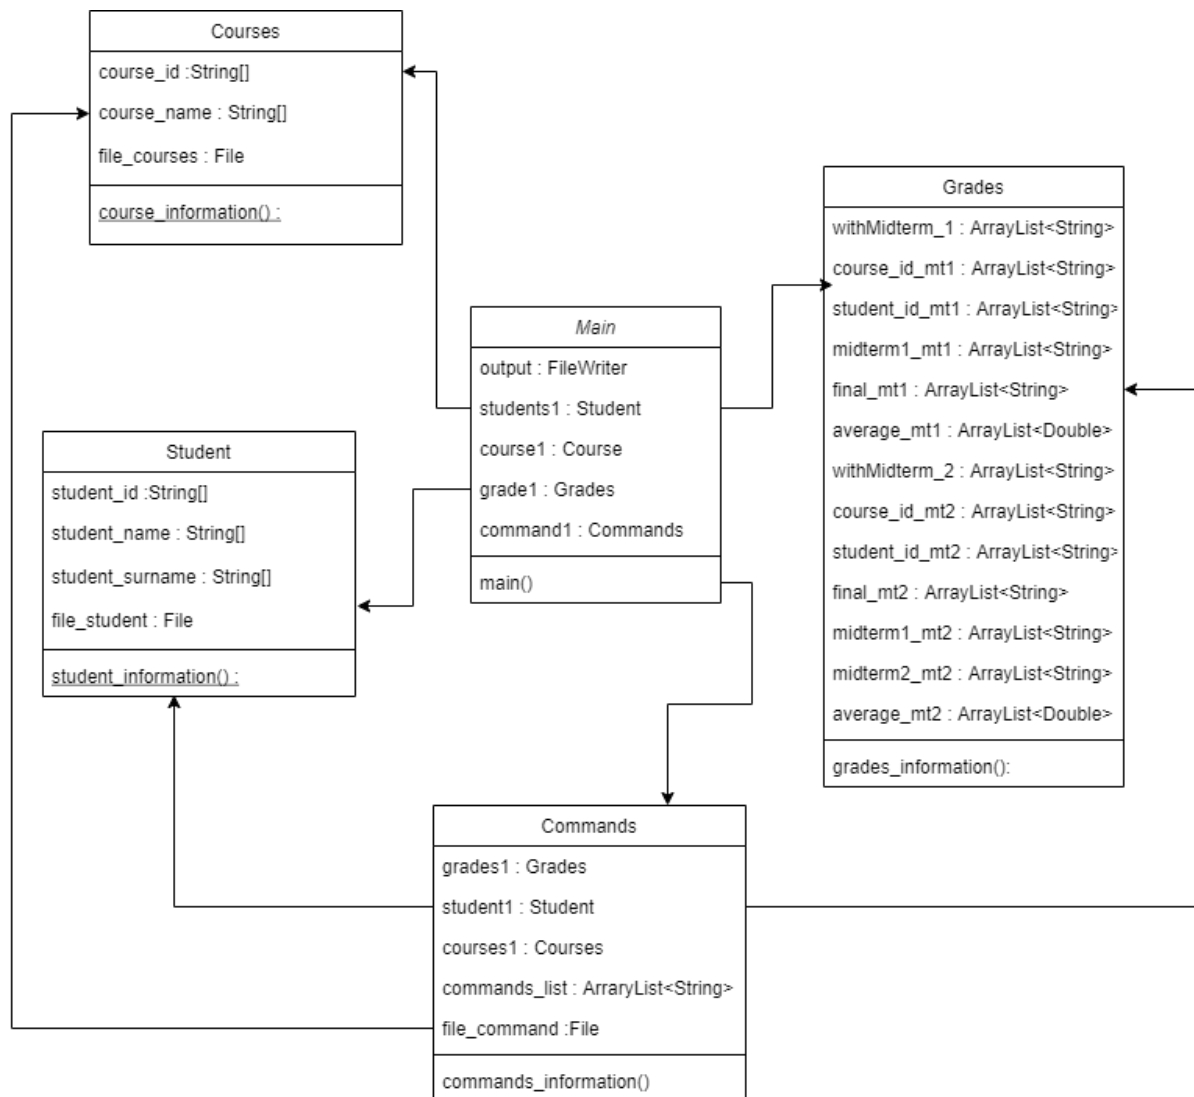 Courses
course_id :String[]
course_name : String[]
file_courses : File
course_information() :
Grades
withMidterm_1 : ArrayList<String>
course_id_mt1 : ArrayList<String>
student_id_mt1 : ArrayList<String>
midterm1_mt1 : ArrayList<String>
final_mt1 : ArrayList<String>
average_mt1 : ArrayList<Double>
withMidterm_2 : ArrayList<String>
course_id_mt2 : ArrayList<String>
student_id_mt2 : ArrayList<String>
final_mt2 : ArrayList<String>
midterm1_mt2 : ArrayList<String>
midterm2_mt2 : ArrayList<String>
average_mt2 : ArrayList<Double>
grades_information():
Main
output : FileWriter
students1 : Student
course1 : Course
grade1 : Grades
command1 : Commands
main()
Student
student_id :String[]
student_name : String[]
student_surname : String[]
file_student : File
student_information() :
Commands
grades1 : Grades
student1 : Student
courses1 : Courses
commands_list : ArraryList<String>
file_command :File
commands_information()